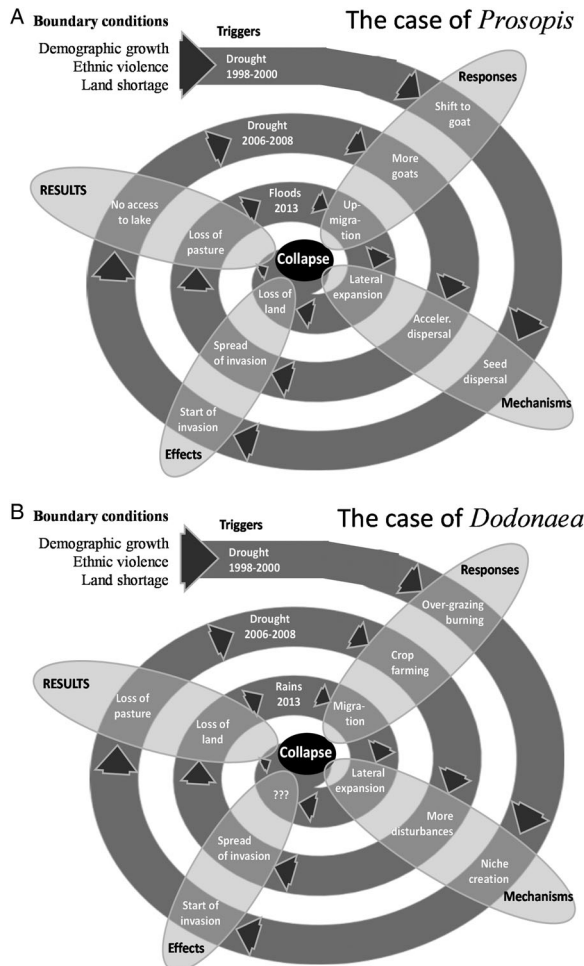 A
Boundary conditions
Demographic growth
Ethnic violence
Land shortage
Triggers
The case of Prosopis
Drought
1998-2000
Responses
Shift to
goat
Drought
2006-2008
More
goats
RESULTS
No access
to lake
Floods
2013
Up-
migration
Loss of
pasture
Collapse
Loss of
land
Lateral
expansion
Acceler.
dispersal
Spread
of invasion
Seed
dispersal
Start of
invasion
Mechanisms
Effects
B
Boundary conditions
Demographic growth
Ethnic violence
Land shortage
Triggers
The case of Dodonaea
Drought
1998-2000
Responses
Over-grazing
burning
Drought
2006-2008
Crop
farming
RESULTS
Loss of
pasture
Rains
2013
Migra-
tion
Loss of
land
Collapse
???
Lateral
expansion
More
disturbances
Spread
of invasion
Niche
creation
Start of
invasion
Mechanisms
Effects